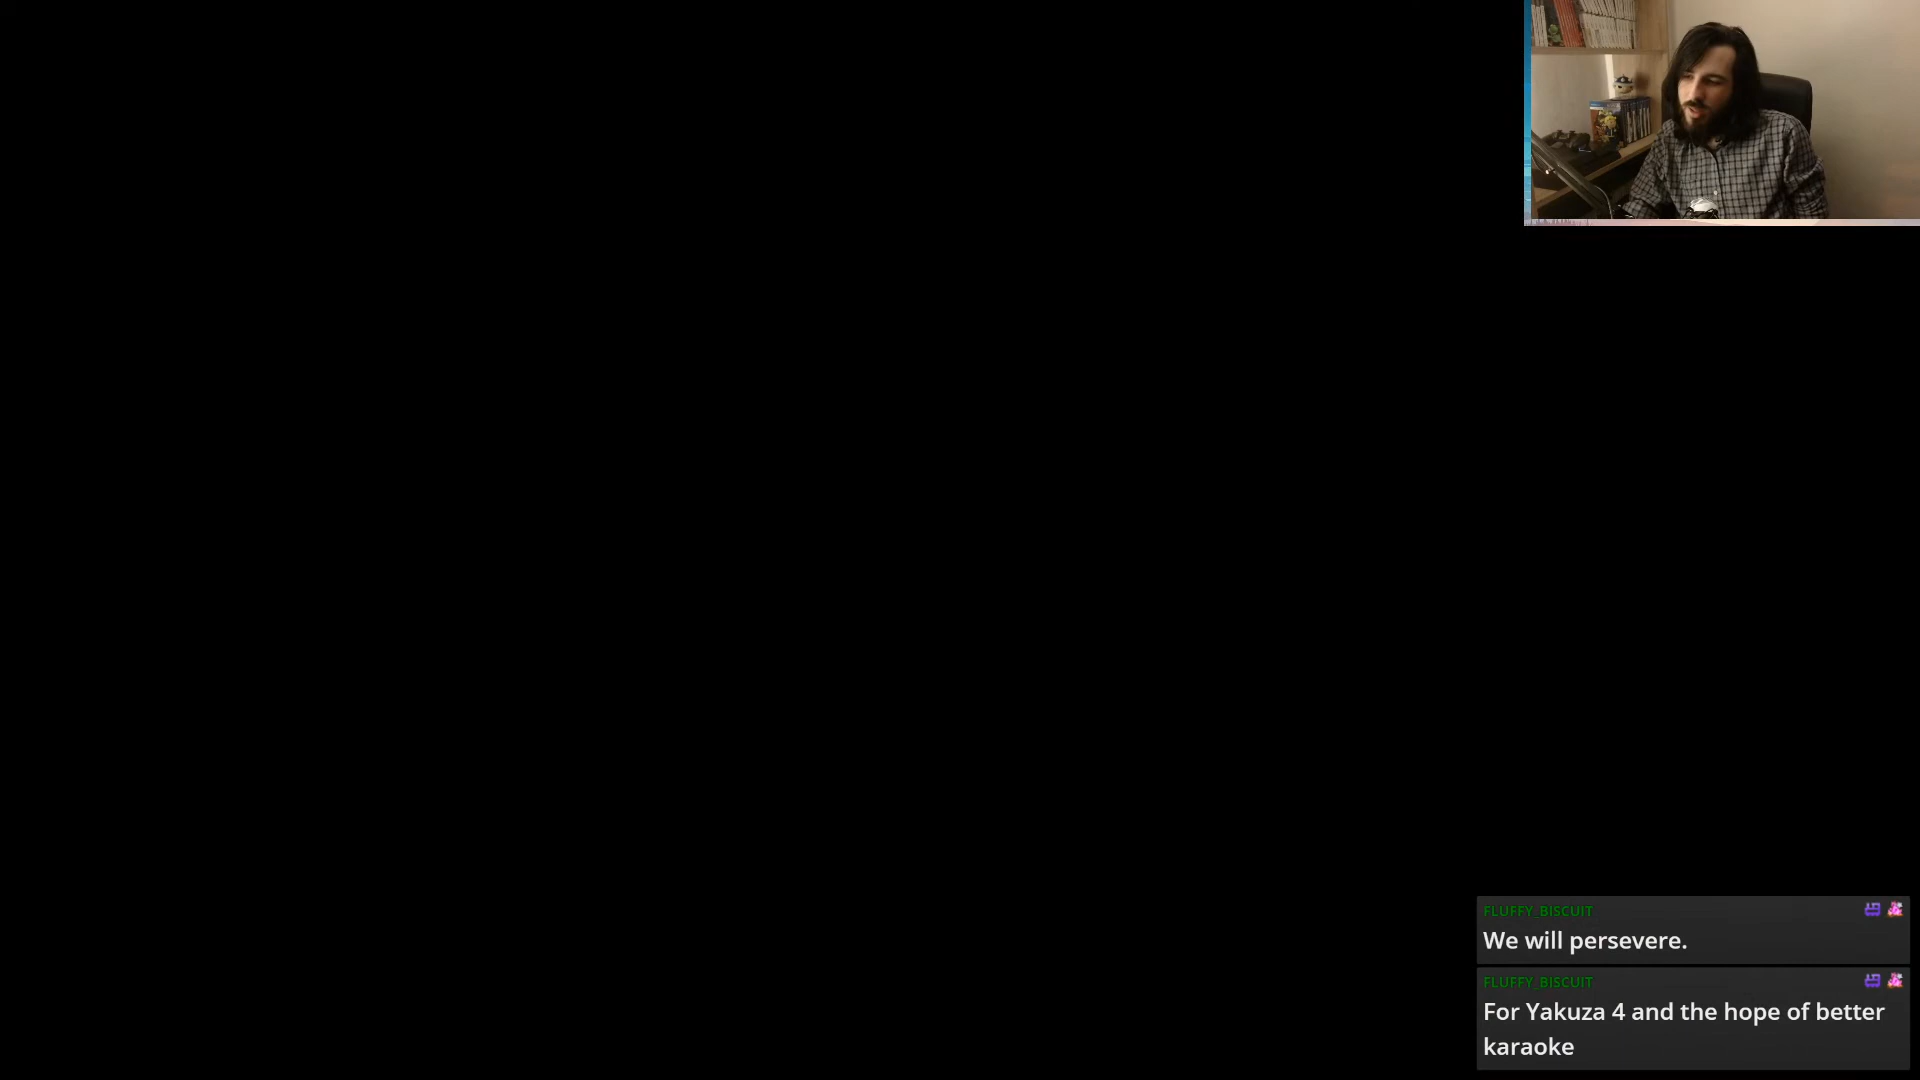 FLUFFY_BISCUIT
We will persevere.
FLUFFY_BISCUIT
For Yakuza 4 and the hope of better
karaoke